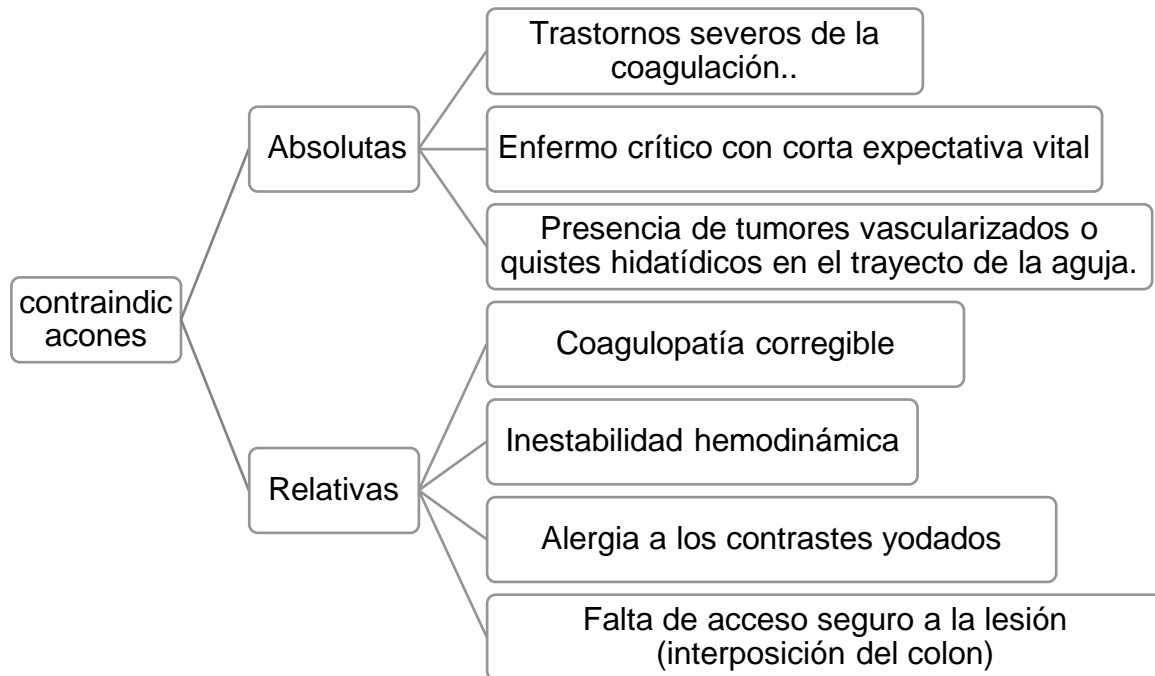 contraindic
acones
Absolutas
Trastornos severos de la
coagulación..
Enfermo crítico con corta expectativa vital
Presencia de tumores vascularizados o
quistes hidatídicos en el trayecto de la aguja.
Relativas
Coagulopatía corregible
Inestabilidad hemodinámica
Alergia a los contrastes yodados
Falta de acceso seguro a la lesión
(interposición del colon)